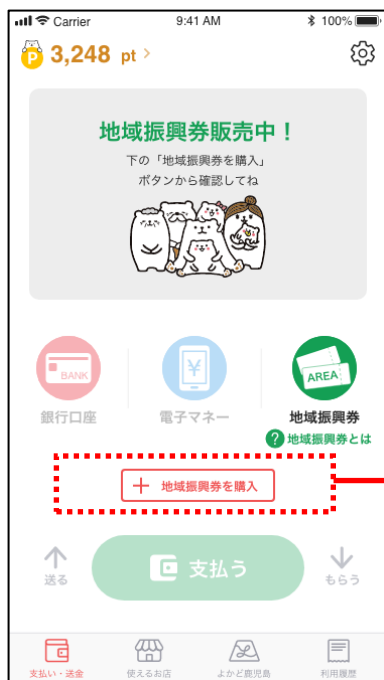 Carrier 9:41 AM 100%
P 3,248 pt >
地域振興券販売中！
下の「地域振興券を購入」
ボタンから確認してね
BANK
AREA
銀行口座 電子マネー 地域振興券
? 地域振興券とは
＋ 地域振興券を購入
送る 支払う もらう
支払い・送金 使えるお店 よかど鹿児島 利用履歴